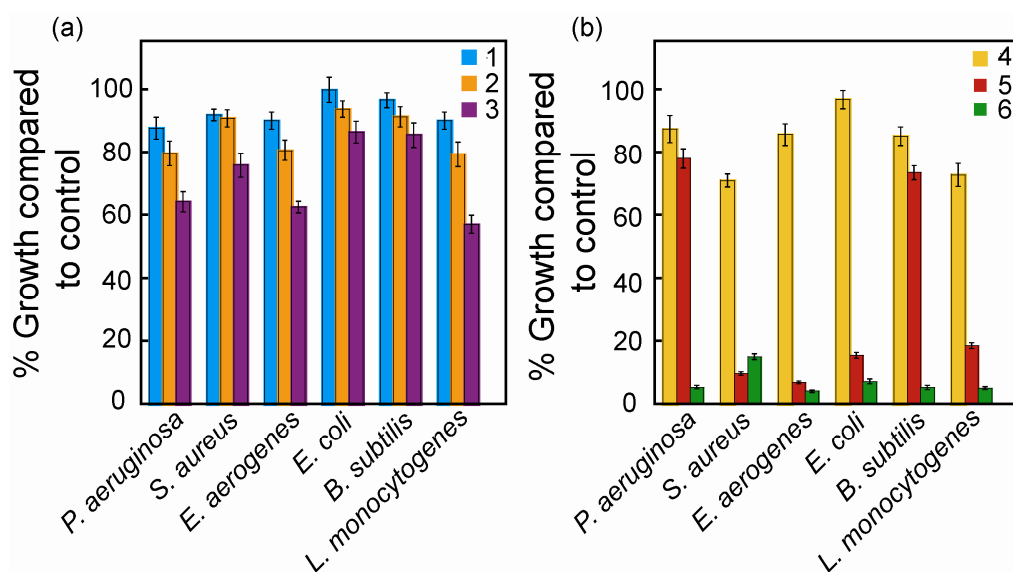 (a)
% Growth compared
to control
100
80
60
40
20
0
1
2
3
P. aeruginosa
S. aureus
E. aerogenes
E. coli
B. subtilis
L. monocytogenes
(b)
% Growth compared
to control
100
80
60
40
20
0
4
5
6
P. aeruginosa
S. aureus
E. aerogenes
E. coli
B. subtilis
L. monocytogenes